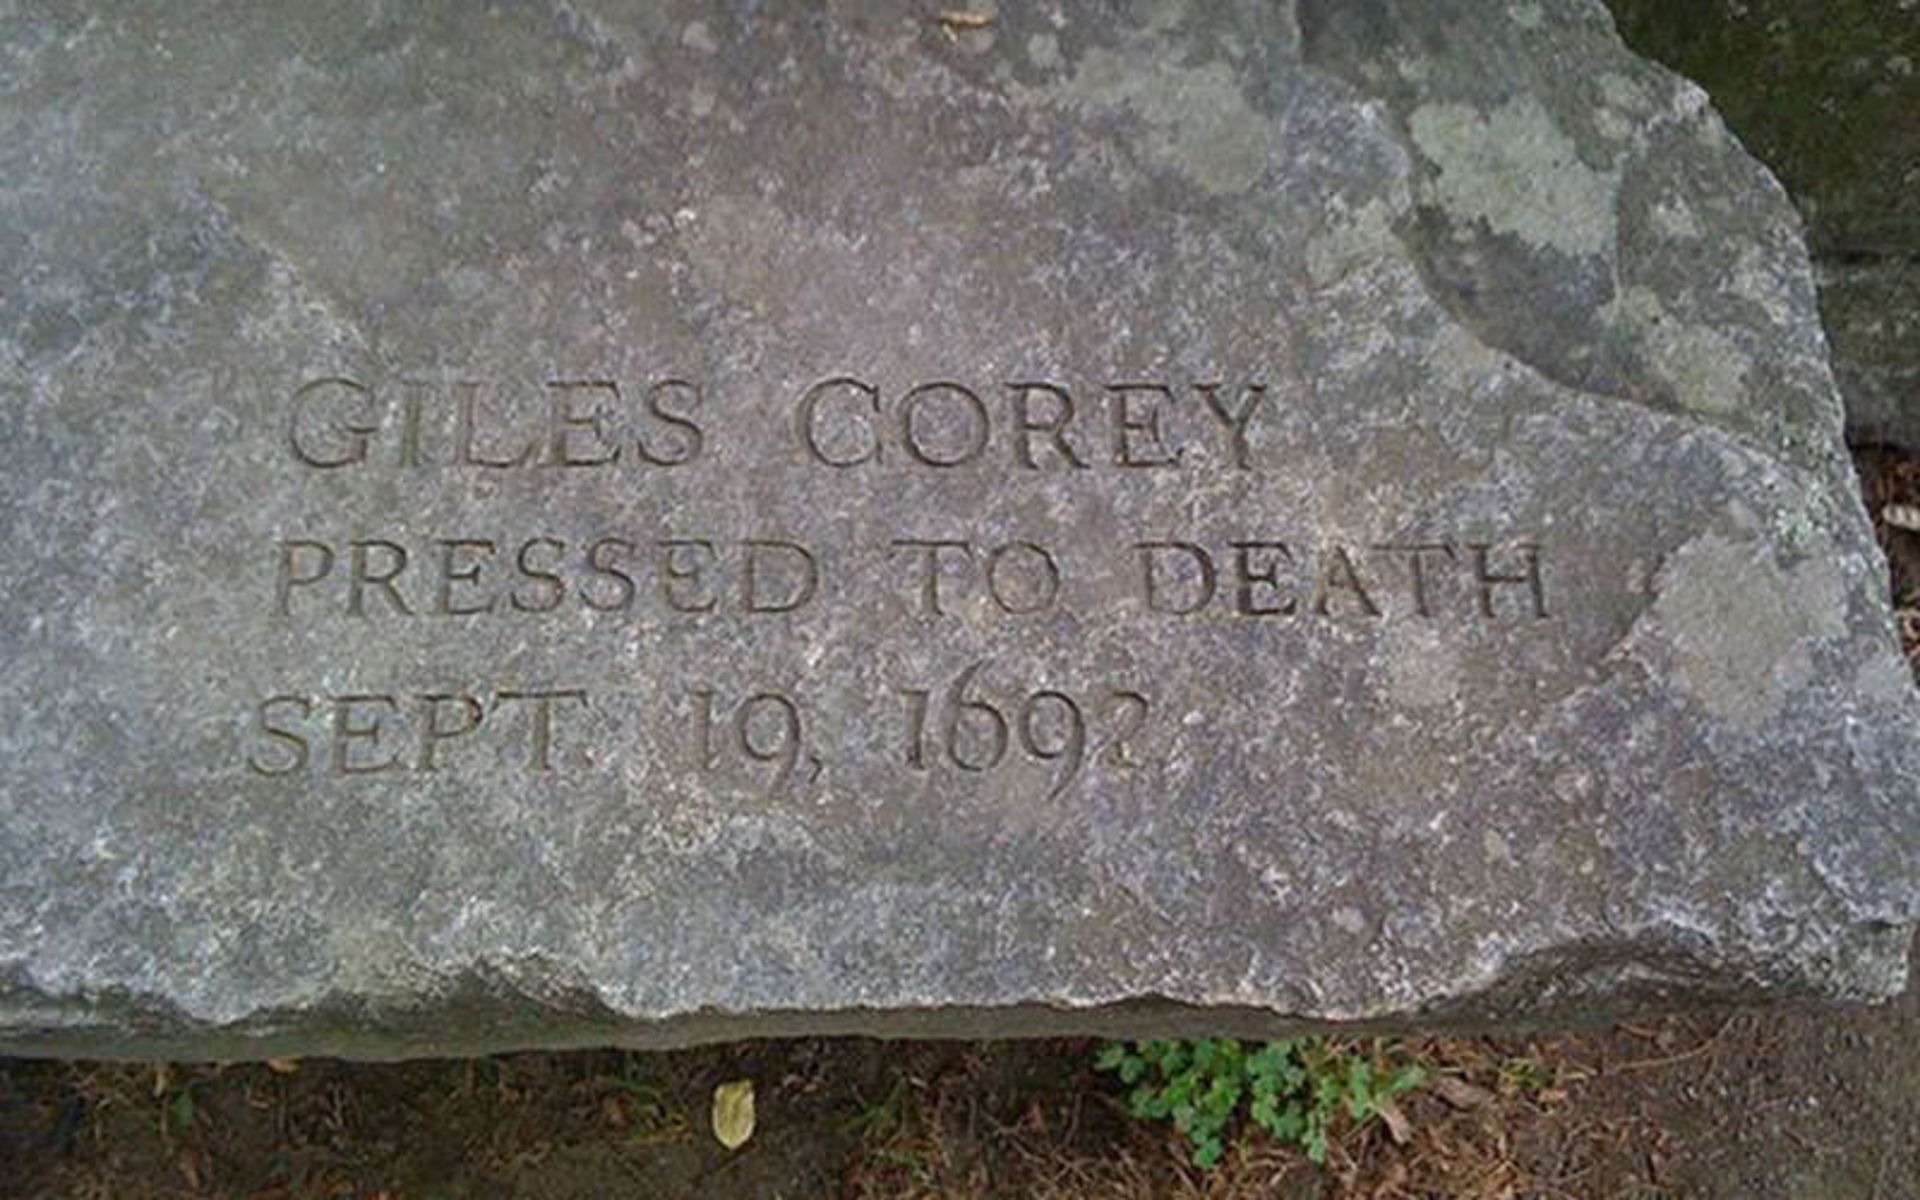 GILES COREY
PRESSED TO DEATH
SEPT. 19, 1692